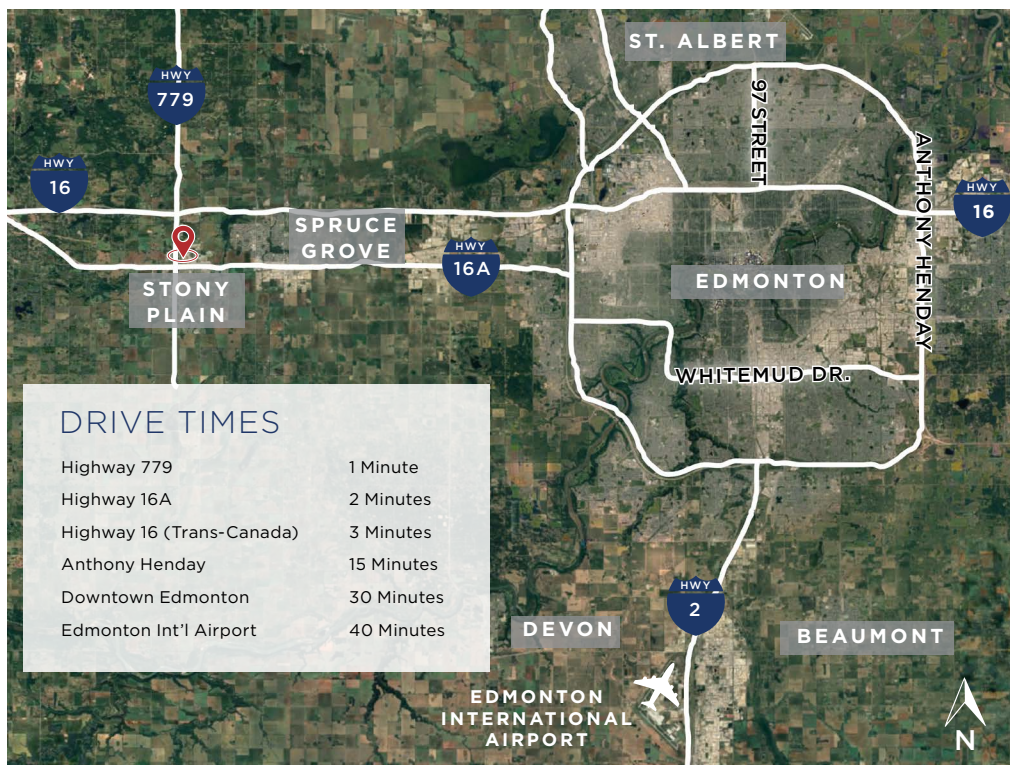 ST. ALBERT
HWY
779
97 STREET
ANTHONY HENDAY
HWY
16
HWY
16
SPRUCE
GROVE
HWY
16A
STONY
PLAIN
EDMONTON
WHITEMUD DR.
DRIVE TIMES
Highway 779 1 Minute
Highway 16A 2 Minutes
Highway 16 (Trans-Canada) 3 Minutes
Anthony Henday 15 Minutes
Downtown Edmonton 30 Minutes
Edmonton Int'l Airport 40 Minutes
HWY
2
DEVON
BEAUMONT
EDMONTON
INTERNATIONAL
AIRPORT
N